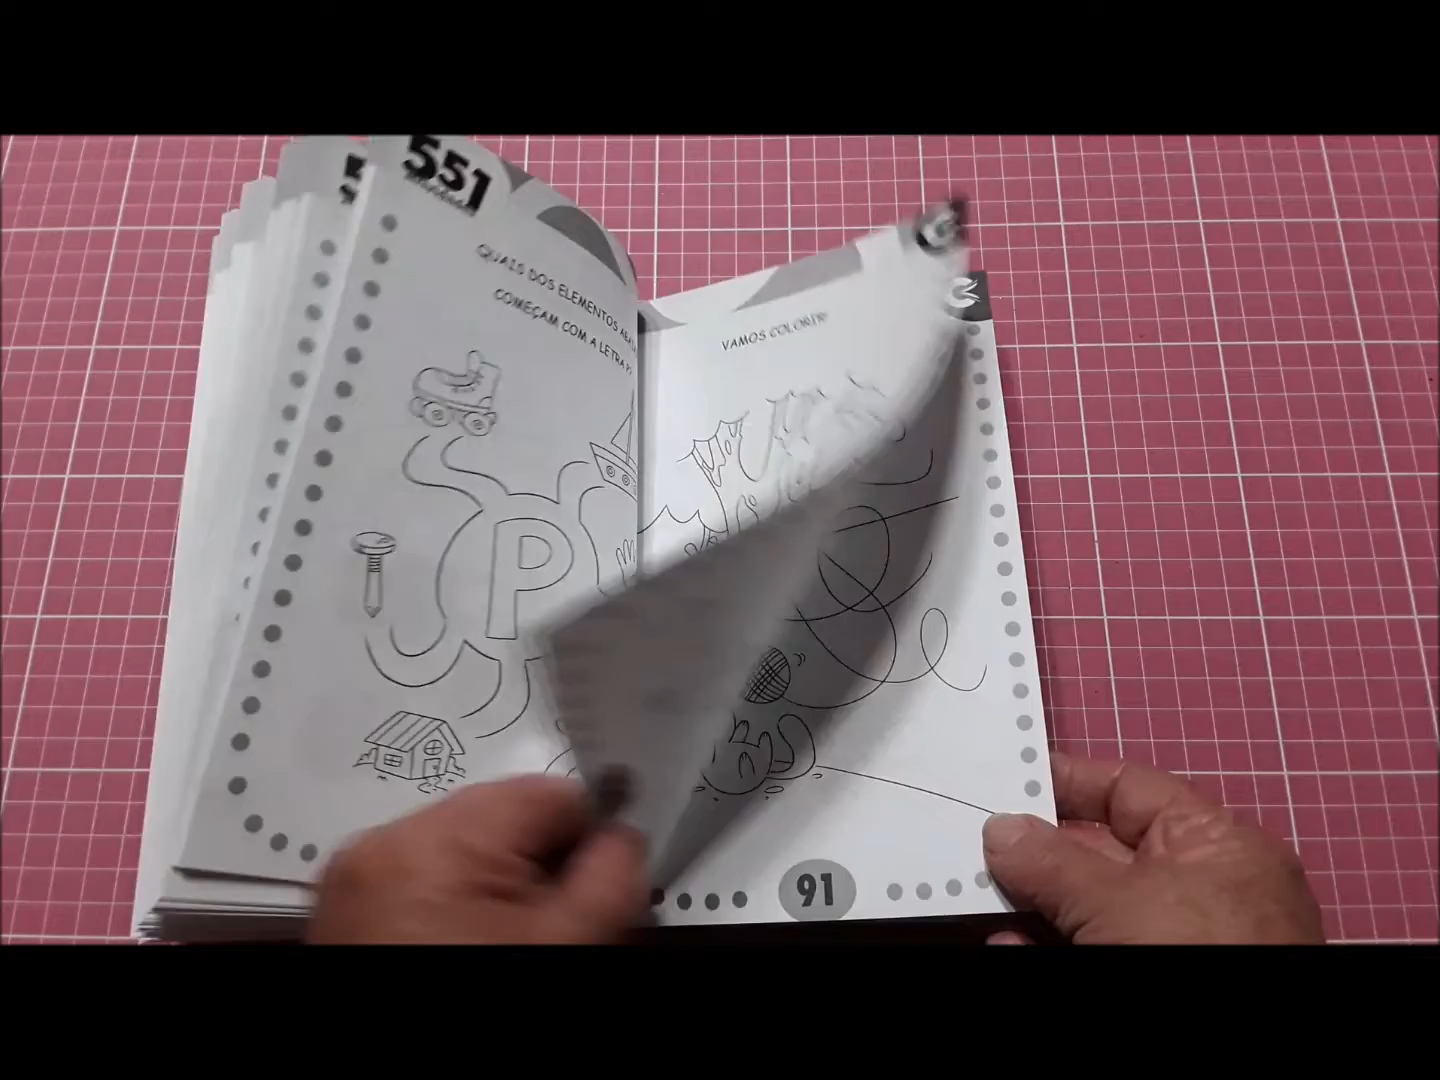 551
QUAIS DOS ELEMENTOS
COMEÇAM COM A LETRA P
P
VAMOS COLORIR
91